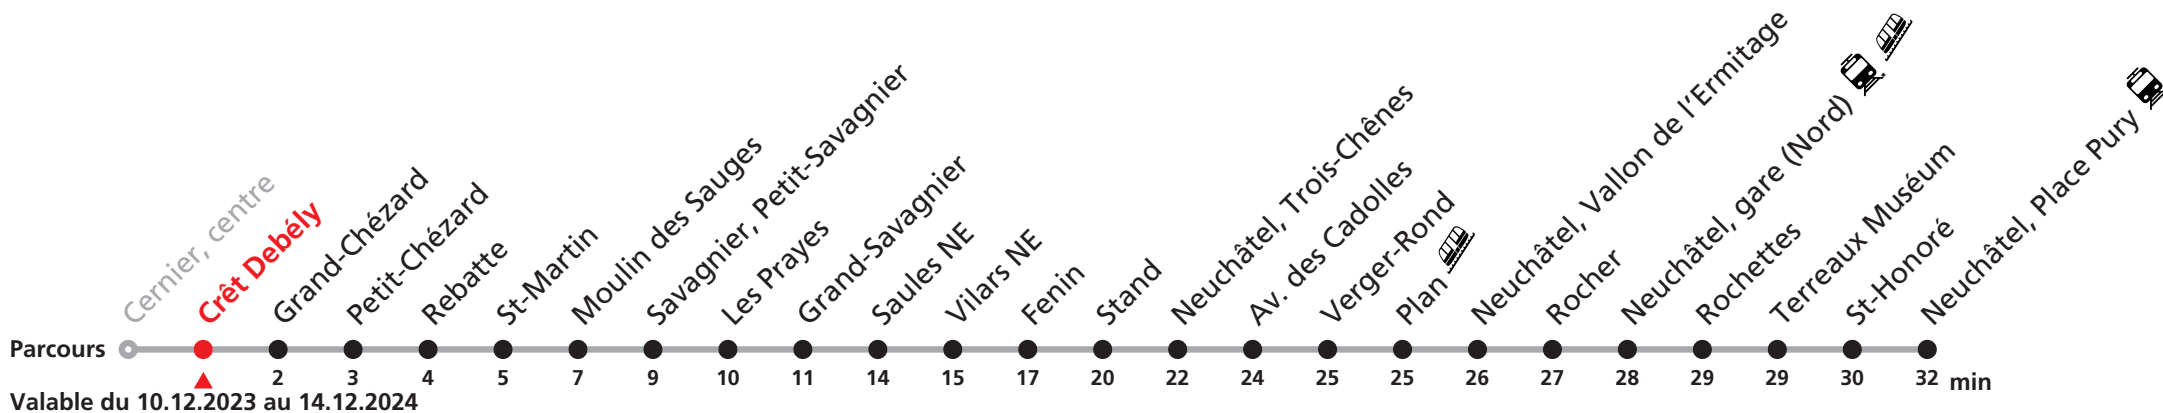 Cernier, centre
Crêt Debély
Grand-Chézard
Petit-Chézard
Rebatte
St-Martin
Moulin des Sauges
Savagnier, Petit-Savagnier
Les Prayes
Grand-Savagnier
Saules NE
Vilars NE
Fenin
Stand
Neuchâtel, Trois-Chênes
Av. des Cadolles
Verger-Rond
Plan
Neuchâtel, Vallon de l'Ermitage
Rocher
Neuchâtel, gare (Nord)
Rochettes
Terreaux Muséum
St-Honoré
Neuchâtel, Place Pury
Parcours
2 3 4 5 7 9 10 11 14 15 17 20 22 24 25 25 26 27 28 29 29 30 32 min
Valable du 10.12.2023 au 14.12.2024